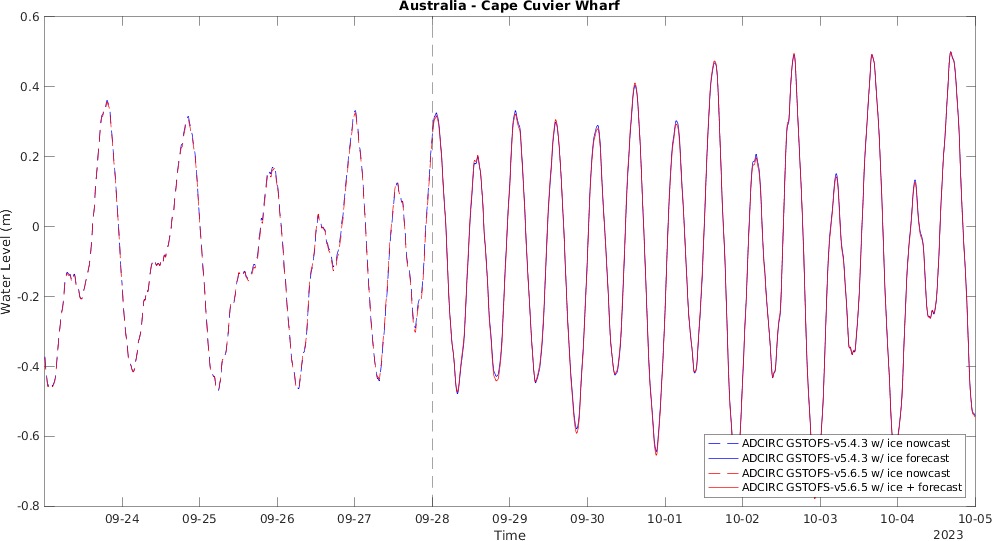 Australia - Cape Cuvier Wharf
0.6
0.4
0.2
0
-0.2
-0.4
-0.6
-0.8
Water Level (m)
09-24 09-25 09-26 09-27 09-28 09-29 09-30 10-01 10-02 10-03 10-04 10-05
Time
2023
ADCIRC GSTOFS-v5.4.3 w/ ice nowcast
ADCIRC GSTOFS-v5.4.3 w/ ice forecast
ADCIRC GSTOFS-v5.6.5 w/ ice nowcast
ADCIRC GSTOFS-v5.6.5 w/ ice + forecast